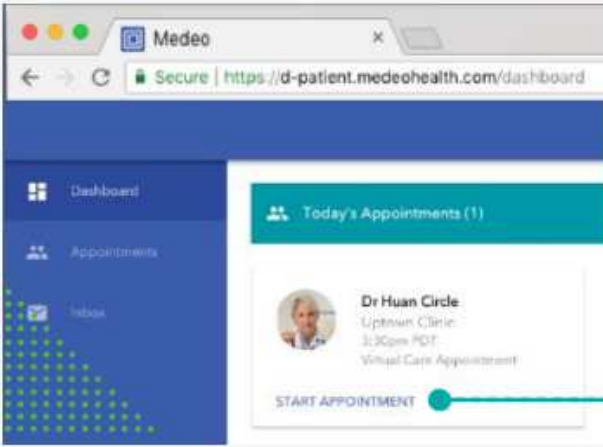 Medeo
Secure | https://d-patient.medeohealth.com/dashboard
Dashboard
Today's Appointments (1)
Appointments
Inbox
Dr Huan Circle
Uptown Clinic
3:30pm PDT
Virtual Care Appointment
START APPOINTMENT